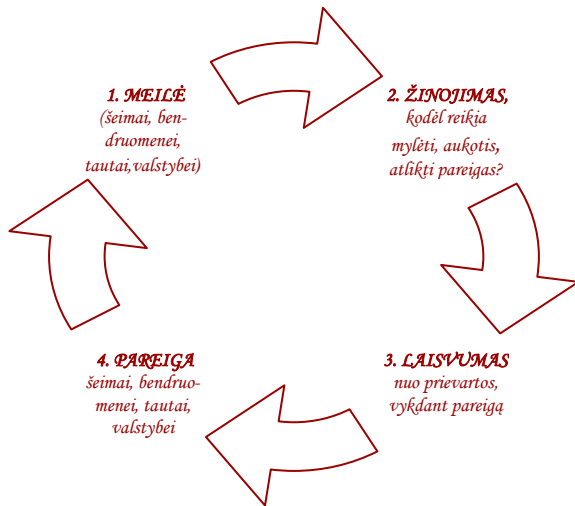 1. MEILĖ
(šeimai, ben-
druomenei,
tautai,valstybei)
2. ŽINOJIMAS,
kodėl reikia
mylėti, aukotis,
atlikti pareigas?
3. LAISVUMAS
nuo prievartos,
vykdant pareigą
4. PAREIGA
šeimai, bendruo-
menei, tautai,
valstybei